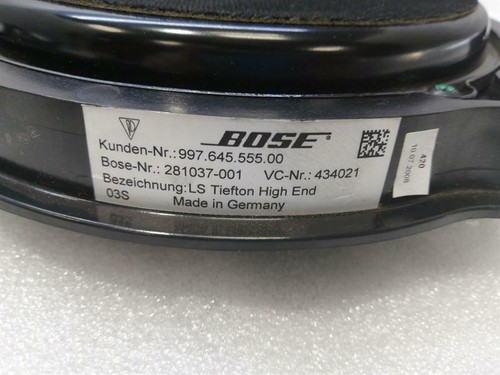 BOSE
Kunden-Nr.:997.645.555.00
Bose-Nr.: 281037-001 VC-Nr.: 434021
Bezeichnung:LS Tiefton High End
03S Made in Germany
420
10.07.2008